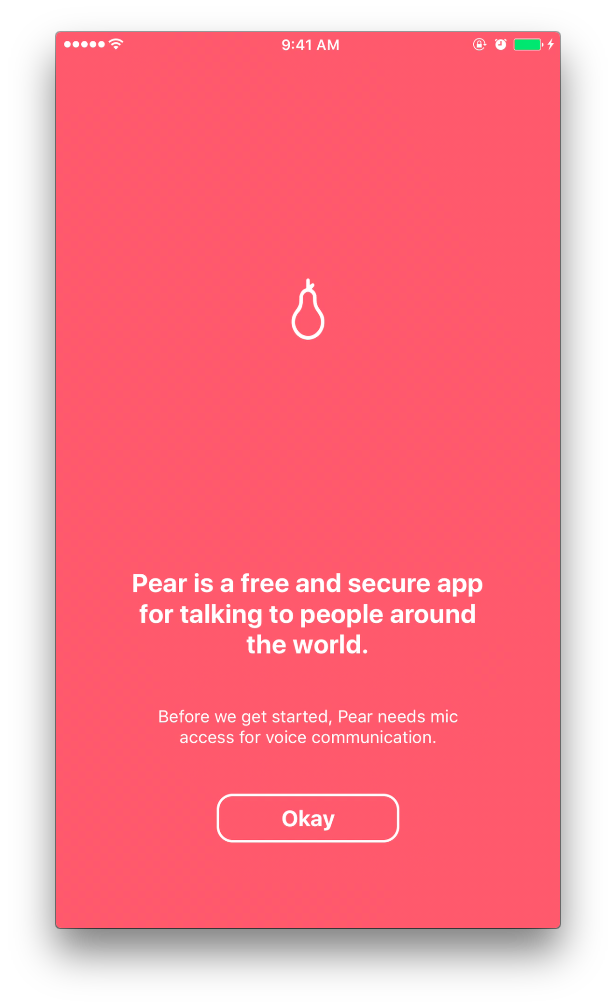 9:41 AM
Pear is a free and secure app
for talking to people around
the world.
Before we get started, Pear needs mic
access for voice communication.
Okay